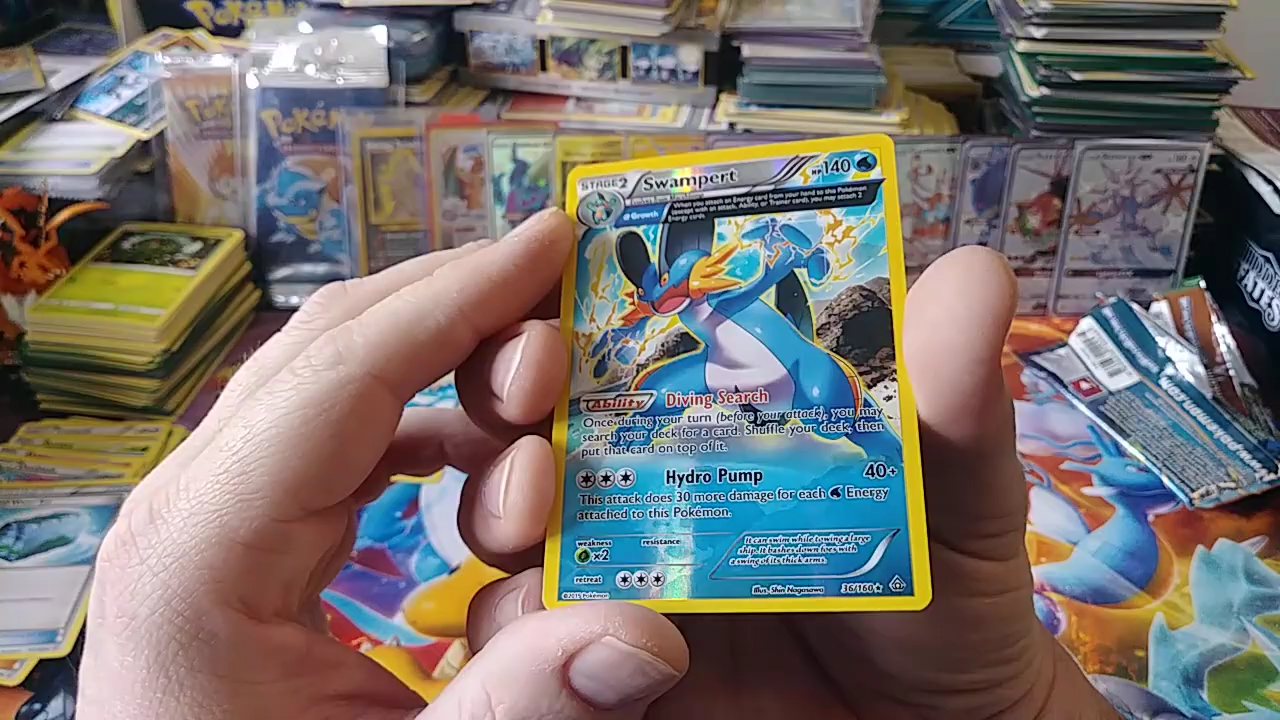 Poké
Pokém
STAGE2 Swampert HP140
α Growth
When you attach an Energy card from your hand to this Pokémon
(except with an attack, Ability or Trainer card), you may attach 2
Energy cards.
Ability Diving Search
Once during your turn (before your attack), you may
search your deck for a card. Shuffle your deck, then
put that card on top of it.
Hydro Pump 40+
This attack does 30 more damage for each Energy
attached to this Pokémon.
weakness resistance
×2
It can swim while towing a large
ship. It bashes down foes with
a swing of its thick arms.
retreat
©2015 Pokémon Illus. Shin Nagasawa 36/160★